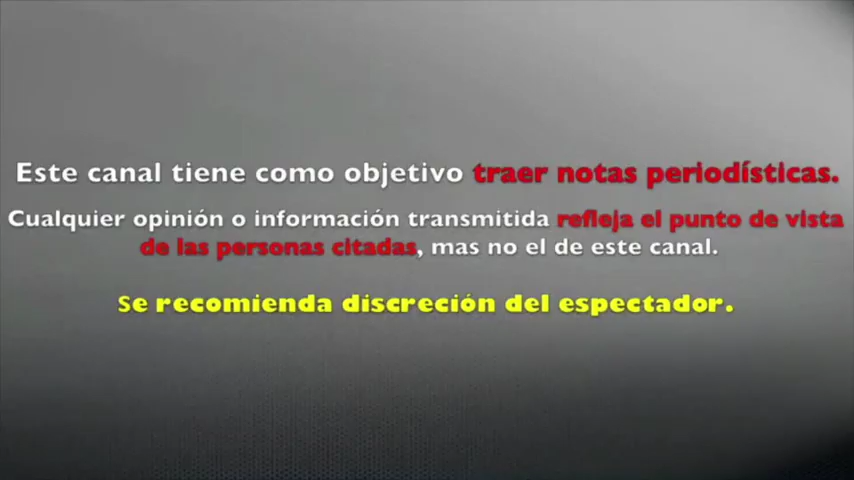 Este canal tiene como objetivo traer notas periodísticas.
Cualquier opinión o información transmitida refleja el punto de vista
de las personas citadas, mas no el de este canal.
Se recomienda discreción del espectador.